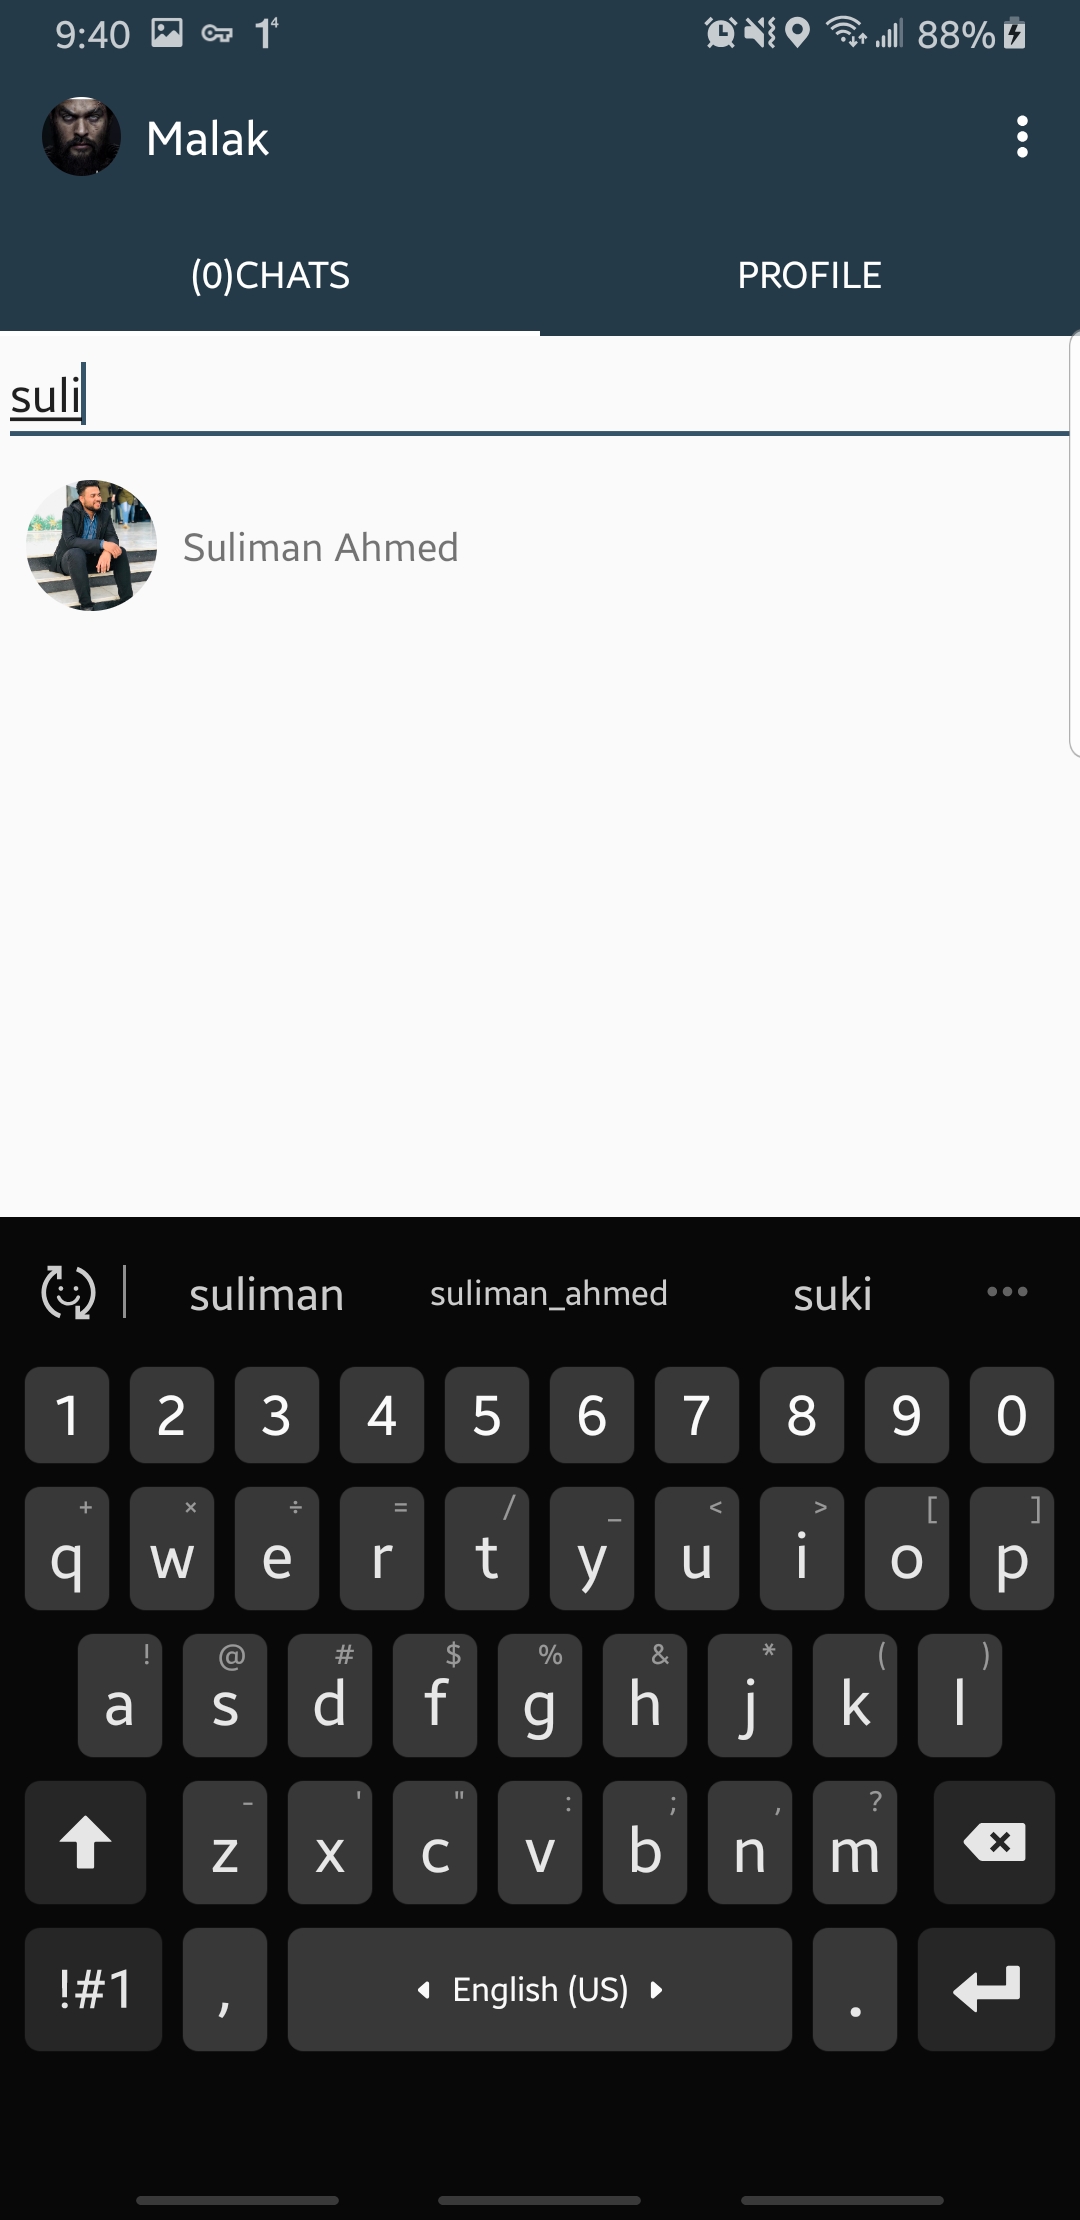 9:40 1⁴ 88%
Malak
(0)CHATS PROFILE
suli
Suliman Ahmed
suliman suliman_ahmed suki
1 2 3 4 5 6 7 8 9 0
+ × ÷ = / _ < > [ ]
q w e r t y u i o p
! @ # $ % & * ( )
a s d f g h j k l
- ' " : ; , ?
z x c v b n m
!#1 , English (US) .